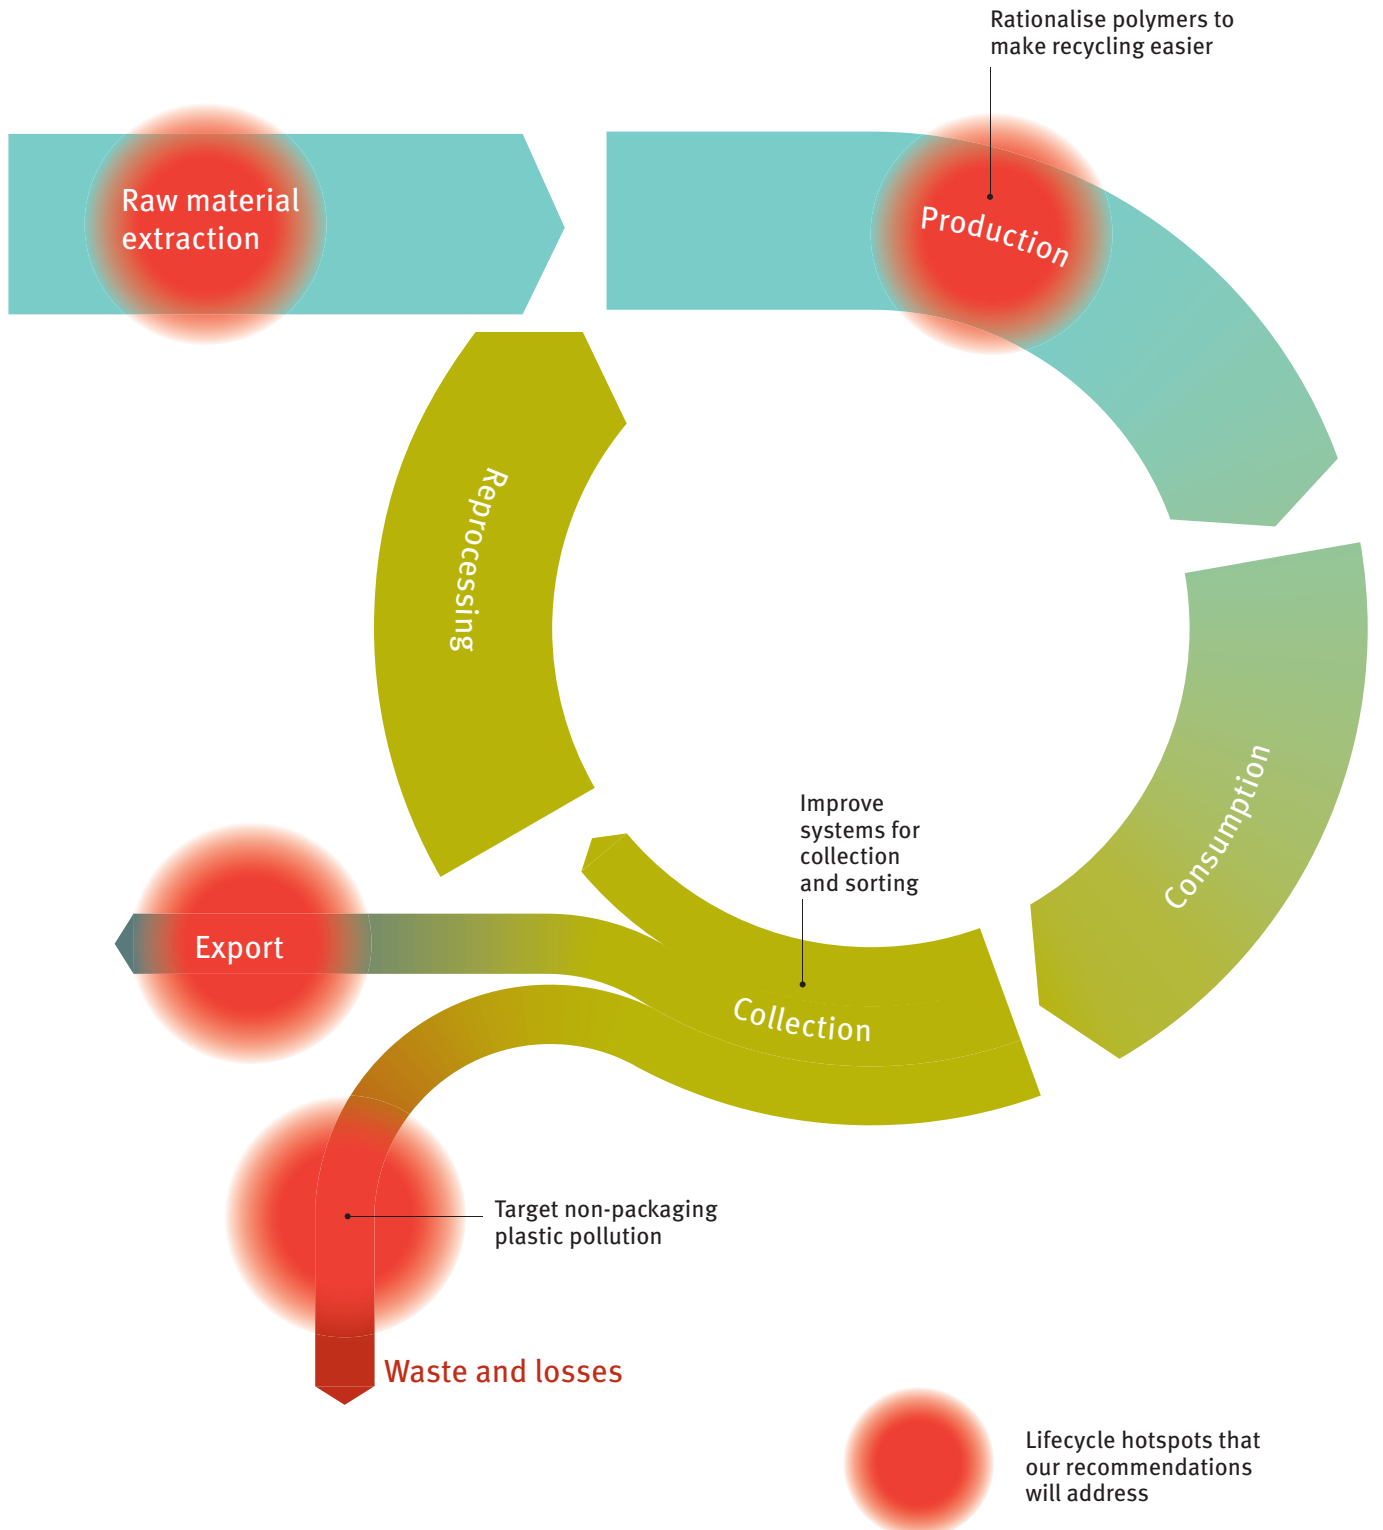 Rationalise polymers to
make recycling easier
Raw material
extraction
Production
Reprocessing
Consumption
Improve
systems for
collection
and sorting
Export
Collection
Target non-packaging
plastic pollution
Waste and losses
Lifecycle hotspots that
our recommendations
will address